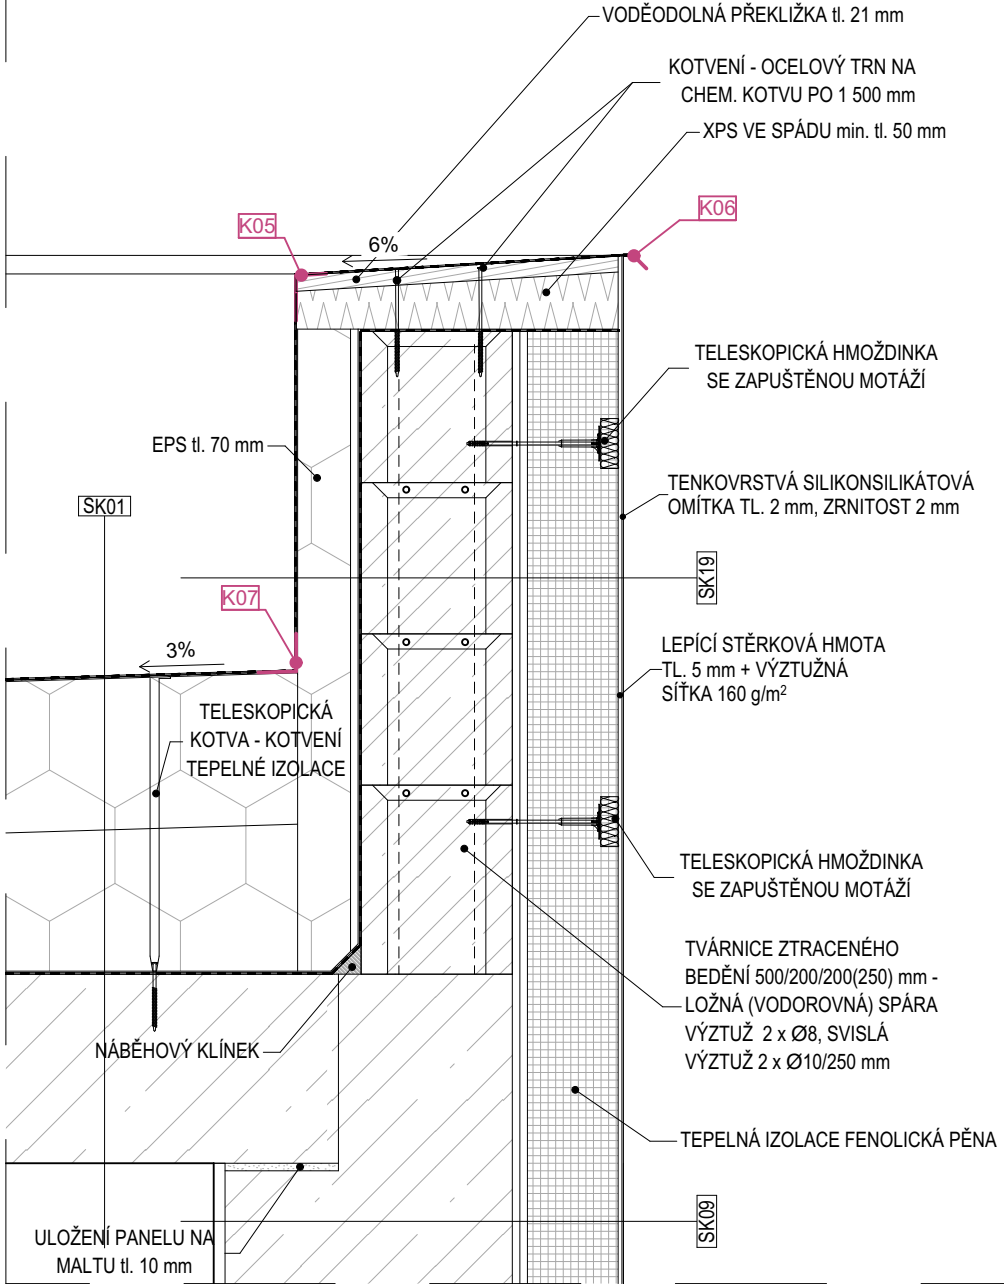 VODĚODOLNÁ PŘEKLIŽKA tl. 21 mm
KOTVENÍ - OCELOVÝ TRN NA
CHEM. KOTVU PO 1 500 mm
XPS VE SPÁDU min. tl. 50 mm
K05
K06
6%
TELESKOPICKÁ HMOŽDINKA
SE ZAPUŠTĚNOU MOTÁŽÍ
EPS tl. 70 mm
SK01
TENKOVRSTVÁ SILIKONSILIKÁTOVÁ
OMÍTKA TL. 2 mm, ZRNITOST 2 mm
SK19
K07
3%
LEPÍCÍ STĚRKOVÁ HMOTA
TL. 5 mm + VÝZTUŽNÁ
SÍŤKA 160 g/m²
TELESKOPICKÁ
KOTVA - KOTVENÍ
TEPELNÉ IZOLACE
TELESKOPICKÁ HMOŽDINKA
SE ZAPUŠTĚNOU MOTÁŽÍ
TVÁRNICE ZTRACENÉHO
BEDĚNÍ 500/200/200(250) mm -
LOŽNÁ (VODOROVNÁ) SPÁRA
VÝZTUŽ 2 x Ø8, SVISLÁ
VÝZTUŽ 2 x Ø10/250 mm
NÁBĚHOVÝ KLÍNEK
TEPELNÁ IZOLACE FENOLICKÁ PĚNA
SK09
ULOŽENÍ PANELU NA
MALTU tl. 10 mm